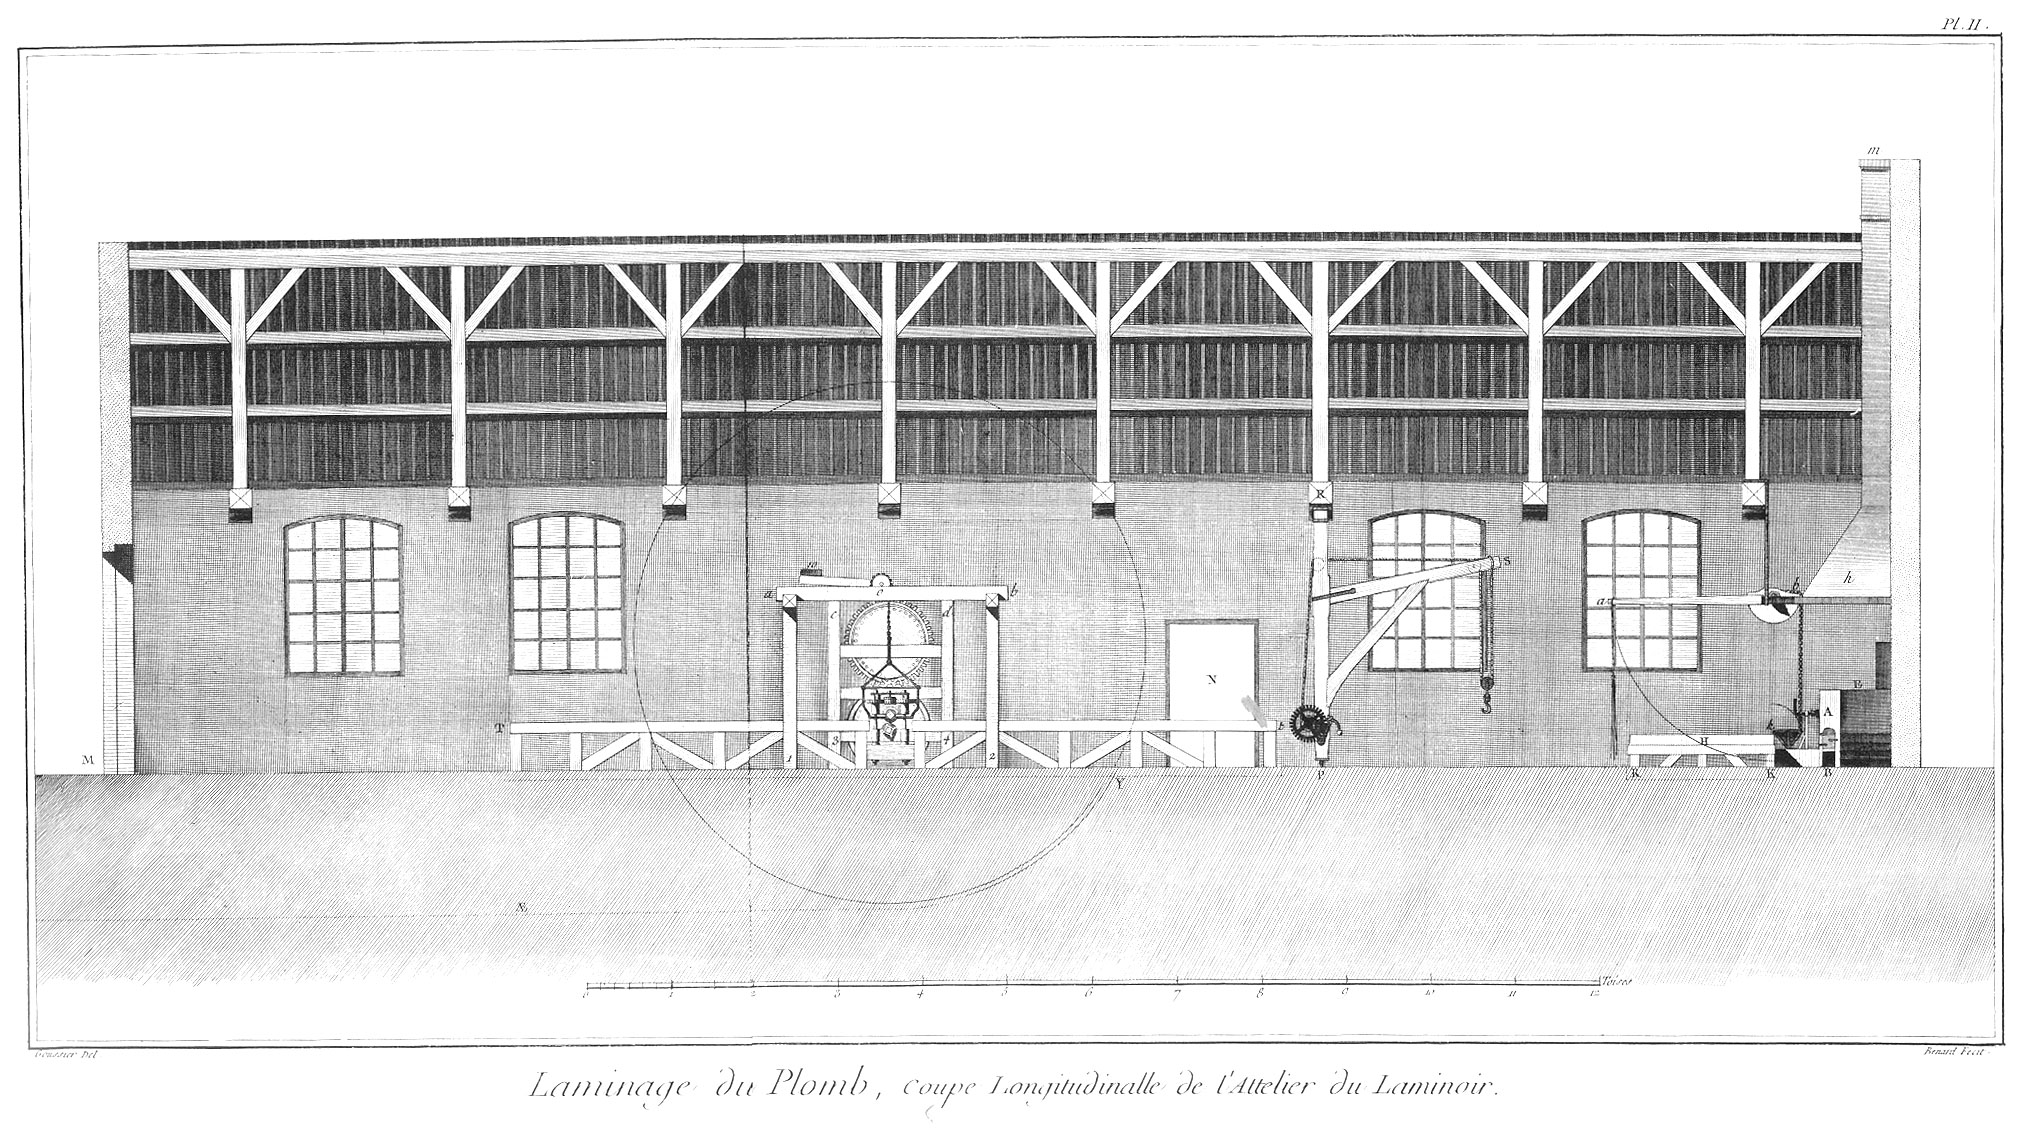 Pl. II.
m
R
S
h
b
a
10
a
o
b
c
d
N
E
A
T
t
k
3
4
H
1
2
M
Y
P
K
K
B
Æ
0 1 2 3 4 5 6 7 8 9 10 11 12 Toises
Goussier Del
Benard Fecit.
Laminage du Plomb, Coupe Longitudinalle de l'Attelier du Laminoir.